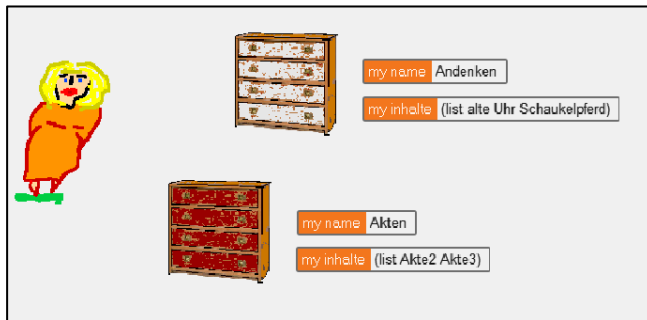 my name Andenken
my inhalte (list alte Uhr Schaukelpferd)
my name Akten
my inhalte (list Akte2 Akte3)